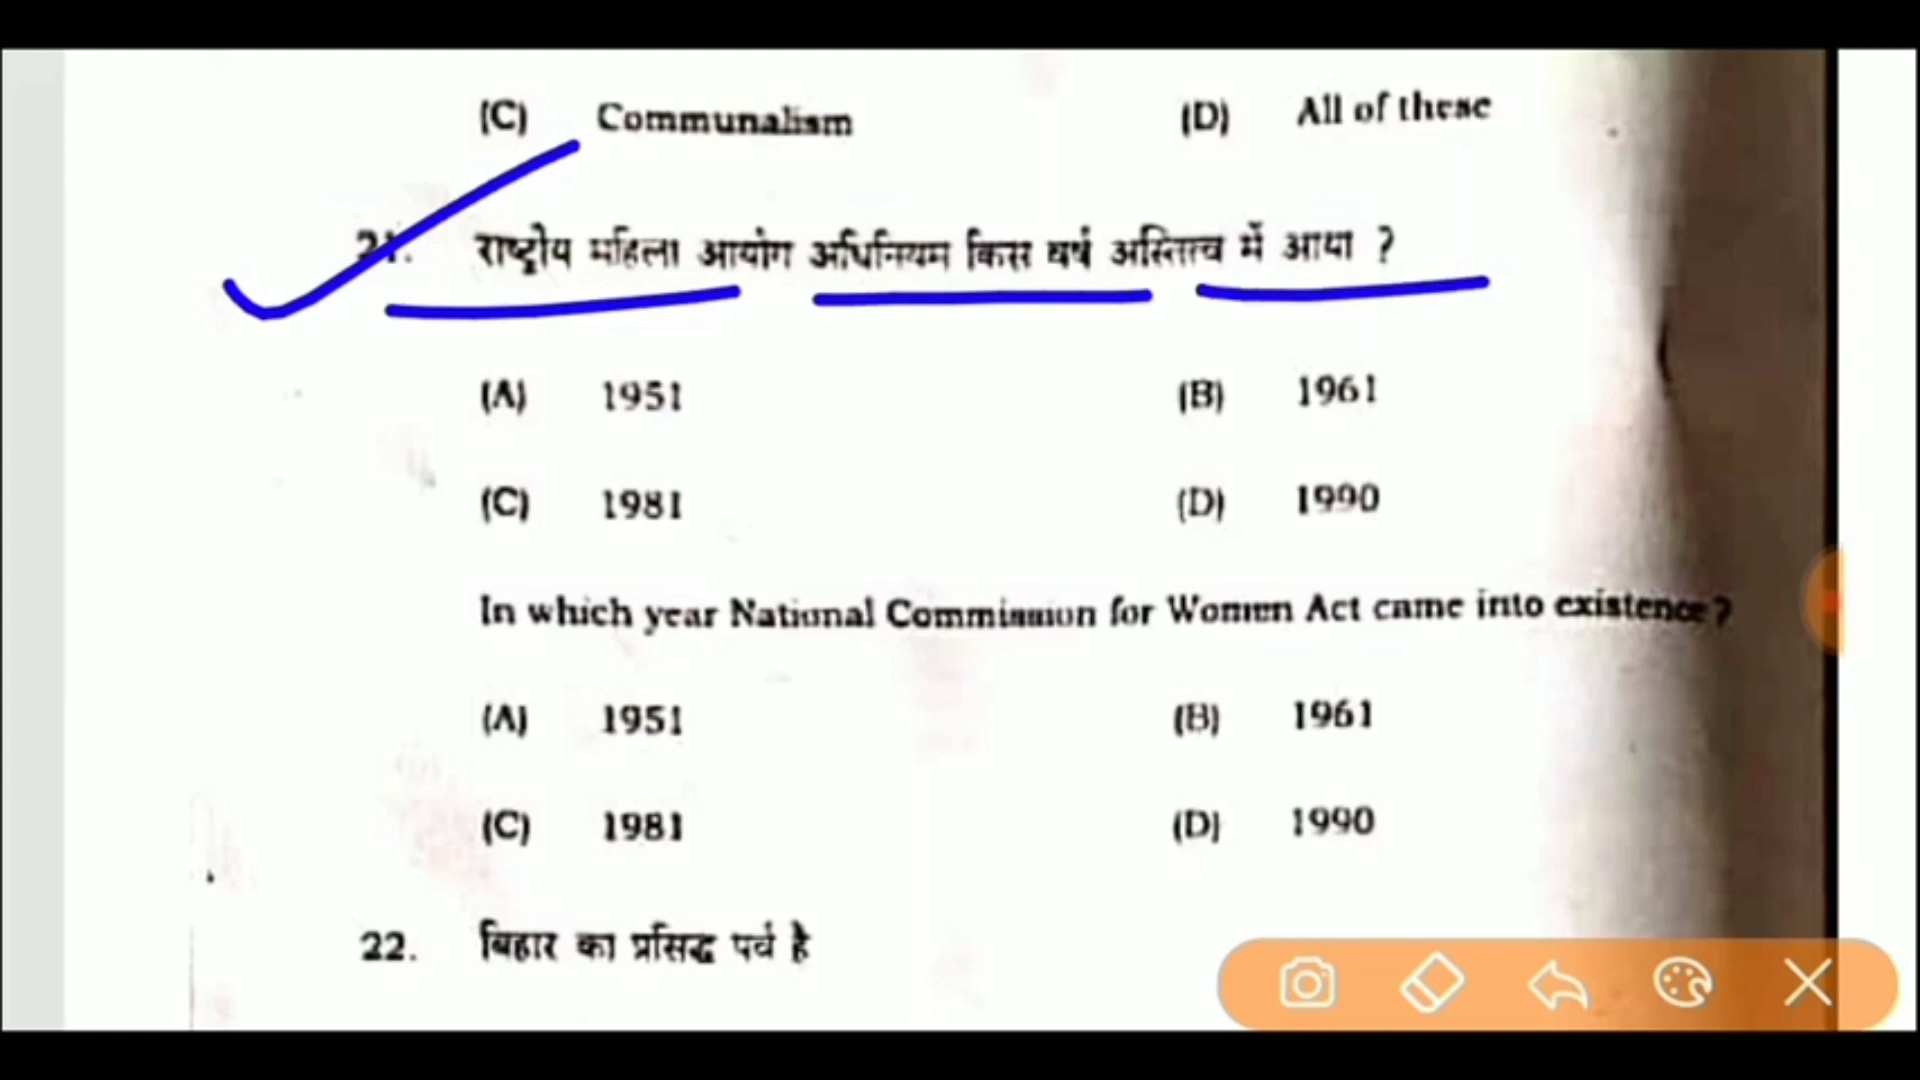 (C) Communalism (D) All of these
21. राष्ट्रीय महिला आयोग अधिनियम किस वर्ष अस्तित्व में आया ?
(A) 1951 (B) 1961
(C) 1981 (D) 1990
In which year National Commission for Women Act came into existence ?
(A) 1951 (B) 1961
(C) 1981 (D) 1990
22. बिहार का प्रसिद्ध पर्व है